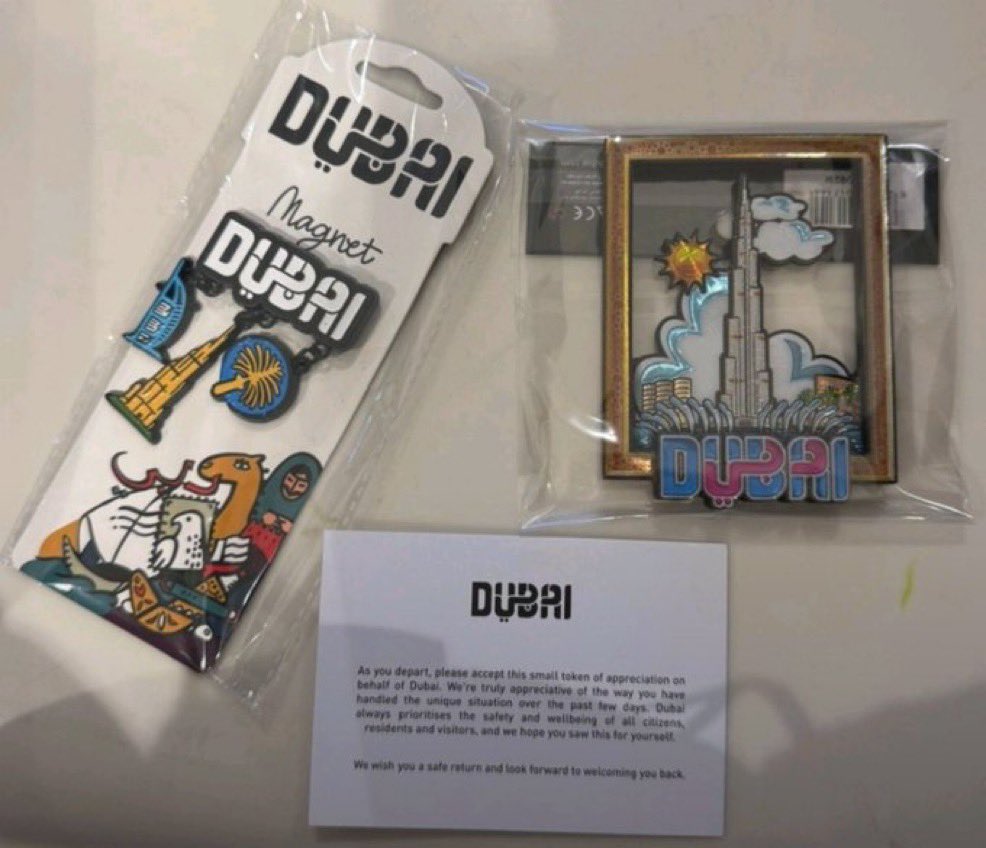 DUBAI
Magnet
DUBAI
DUBAI
DUBAI
As you depart, please accept this small token of appreciation on
behalf of Dubai. We're truly appreciative of the way you have
handled the unique situation over the past few days. Dubai
always prioritises the safety and wellbeing of all citizens,
residents and visitors, and we hope you saw this for yourself.
We wish you a safe return and look forward to welcoming you back.